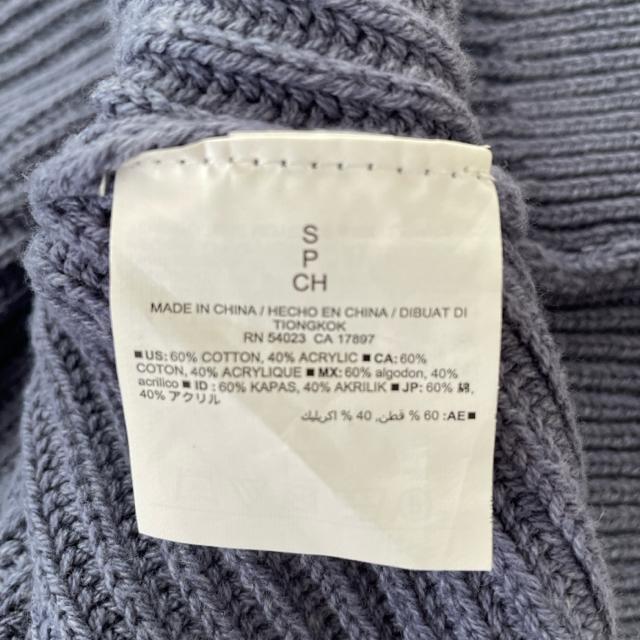 S
P
CH
MADE IN CHINA / HECHO EN CHINA / DIBUAT DI
TIONGKOK
RN 54023 CA 17897
■ US: 60% COTTON, 40% ACRYLIC ■ CA: 60%
COTON, 40% ACRYLIQUE ■ MX: 60% algodon, 40%
acrilico ■ ID : 60% KAPAS, 40% AKRILIK ■ JP: 60% 綿,
40% アクリル
■ AE: 60 % قطن, 40 % اكريلك